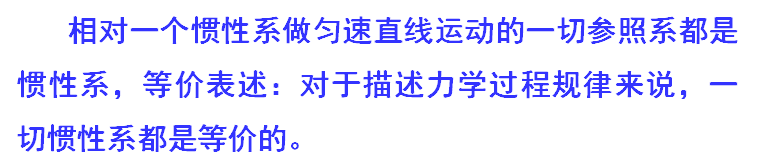 相对一个惯性系做匀速直线运动的一切参照系都是
惯性系，等价表述：对于描述力学过程规律来说，一
切惯性系都是等价的。